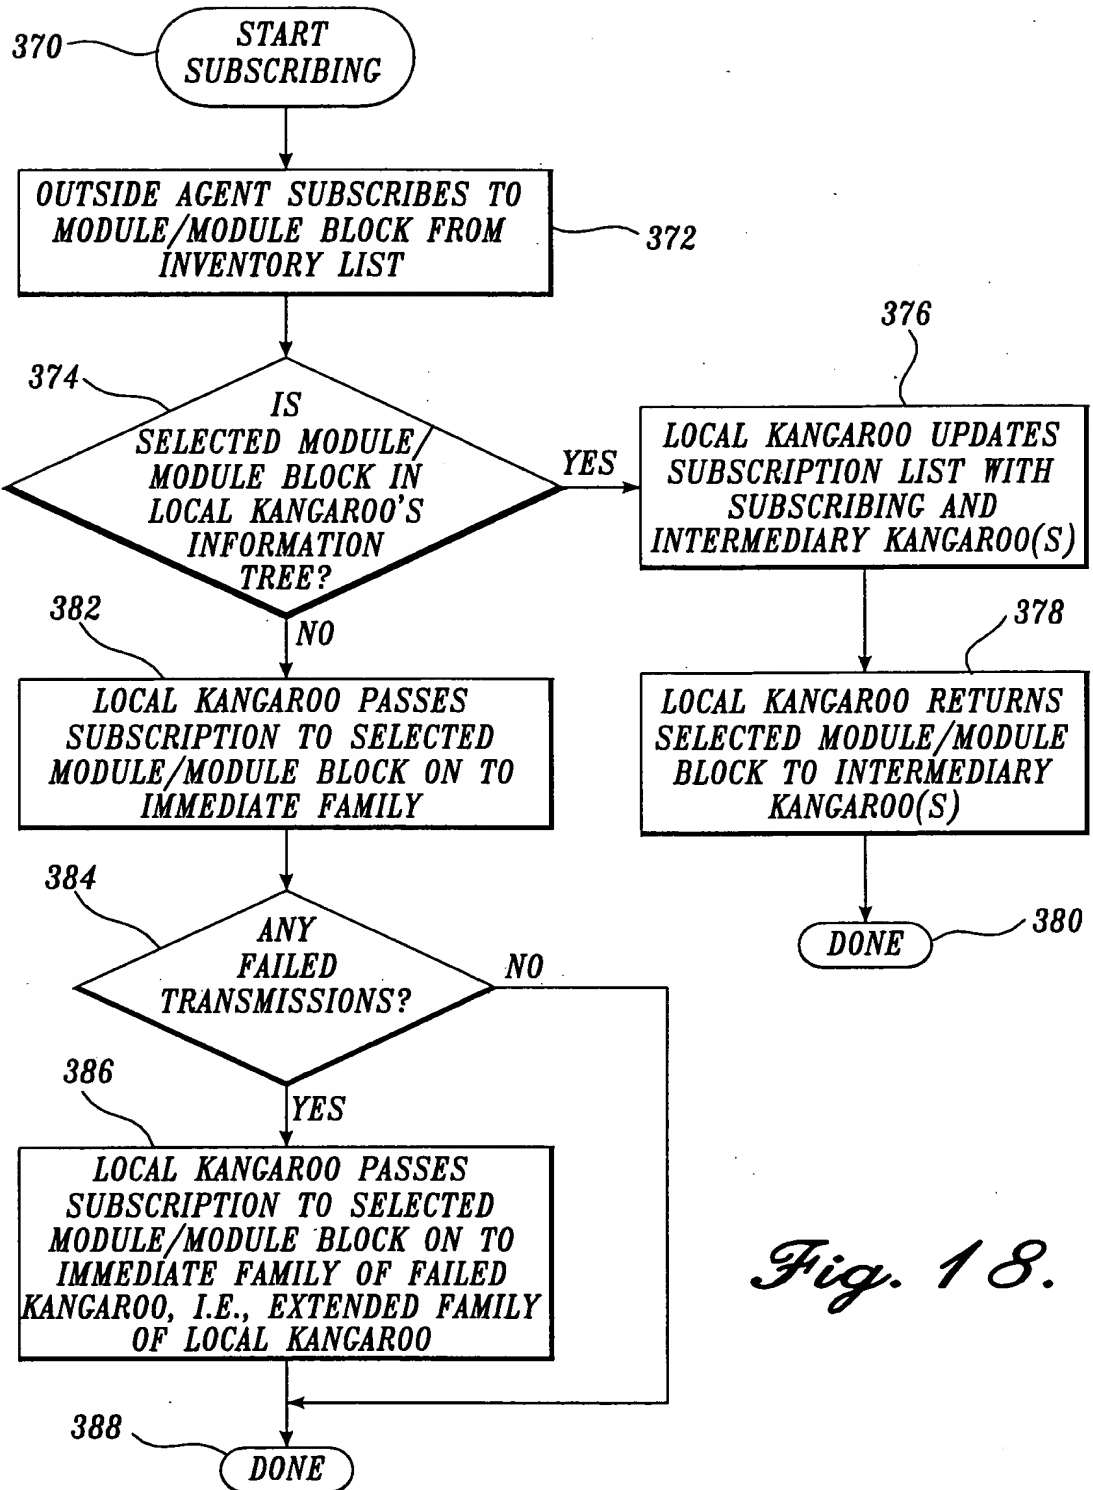 370
START
SUBSCRIBING
OUTSIDE AGENT SUBSCRIBES TO
MODULE/MODULE BLOCK FROM
INVENTORY LIST
372
374
IS
SELECTED MODULE/
MODULE BLOCK IN
LOCAL KANGAROO'S
INFORMATION
TREE?
YES
376
LOCAL KANGAROO UPDATES
SUBSCRIPTION LIST WITH
SUBSCRIBING AND
INTERMEDIARY KANGAROO(S)
378
LOCAL KANGAROO RETURNS
SELECTED MODULE/MODULE
BLOCK TO INTERMEDIARY
KANGAROO(S)
DONE
380
NO
382
LOCAL KANGAROO PASSES
SUBSCRIPTION TO SELECTED
MODULE/MODULE BLOCK ON TO
IMMEDIATE FAMILY
384
ANY
FAILED
TRANSMISSIONS?
NO
YES
386
LOCAL KANGAROO PASSES
SUBSCRIPTION TO SELECTED
MODULE/MODULE BLOCK ON TO
IMMEDIATE FAMILY OF FAILED
KANGAROO, I.E., EXTENDED FAMILY
OF LOCAL KANGAROO
388
DONE
Fig. 18.